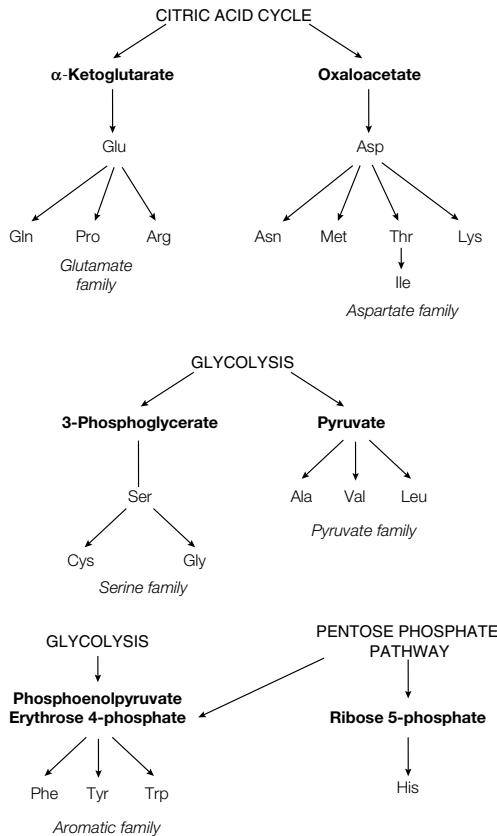 CITRIC ACID CYCLE
α-Ketoglutarate
Oxaloacetate
Glu
Asp
Gln Pro Arg
Asn Met Thr Lys
Glutamate
family
Ile
Aspartate family
GLYCOLYSIS
3-Phosphoglycerate
Pyruvate
Ser
Ala Val Leu
Pyruvate family
Cys Gly
Serine family
GLYCOLYSIS
PENTOSE PHOSPHATE
PATHWAY
Phosphoenolpyruvate
Erythrose 4-phosphate
Ribose 5-phosphate
Phe Tyr Trp
His
Aromatic family